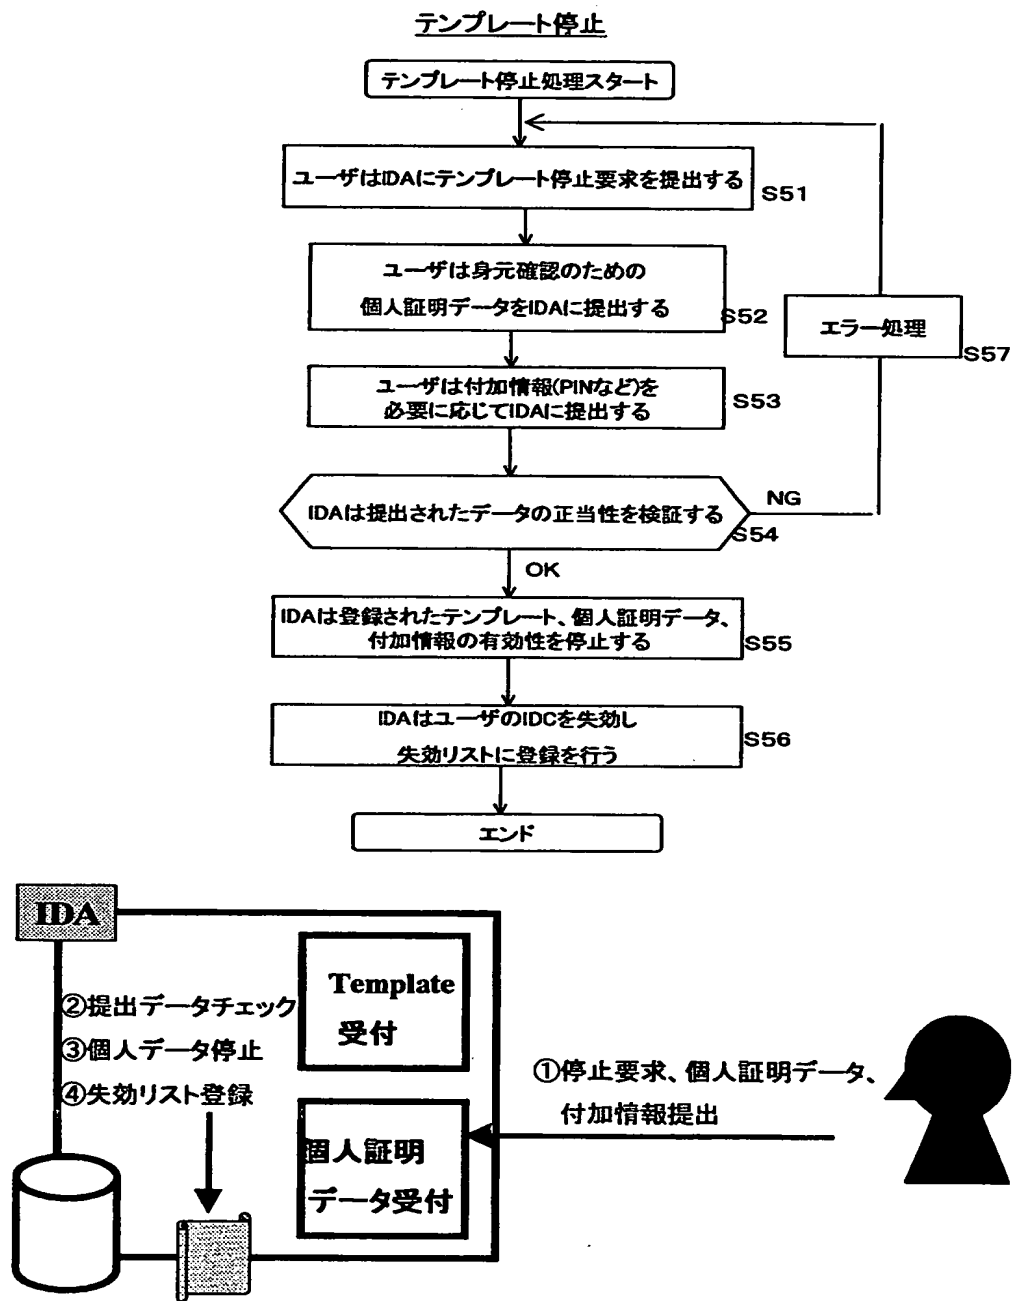 テンプレート停止
テンプレート停止処理スタート
ユーザはIDAにテンプレート停止要求を提出する
S51
ユーザは身元確認のための
個人証明データをIDAに提出する
S52
エラー処理
S57
ユーザは付加情報(PINなど)を
必要に応じてIDAに提出する
S53
IDAは提出されたデータの正当性を検証する
S54
NG
OK
IDAは登録されたテンプレート、個人証明データ、
付加情報の有効性を停止する
S55
IDAはユーザのIDCを失効し
失効リストに登録を行う
S56
エンド
IDA
Template
受付
②提出データチェック
③個人データ停止
④失効リスト登録
①停止要求、個人証明データ、
付加情報提出
個人証明
データ受付